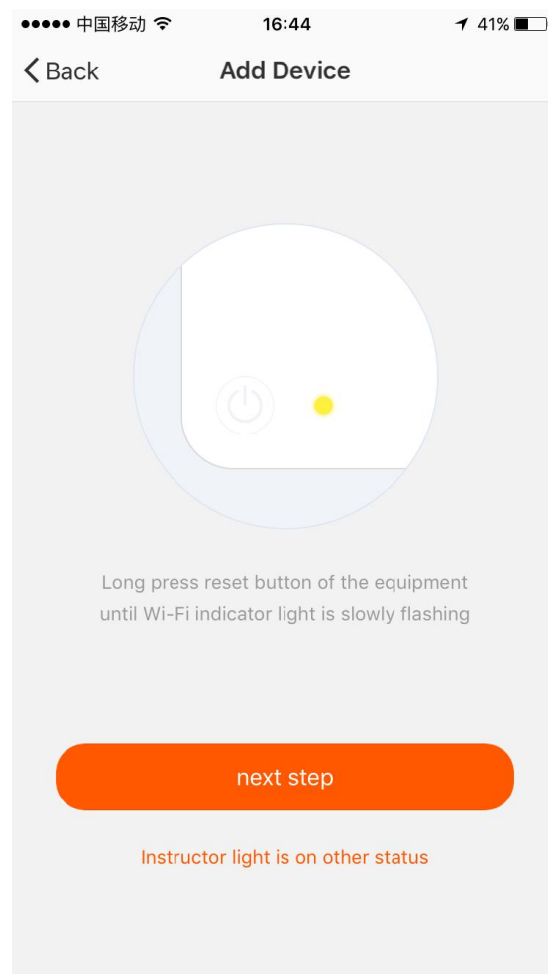 中国移动 16:44 41%
Back Add Device
Long press reset button of the equipment
until Wi-Fi indicator light is slowly flashing
next step
Instructor light is on other status